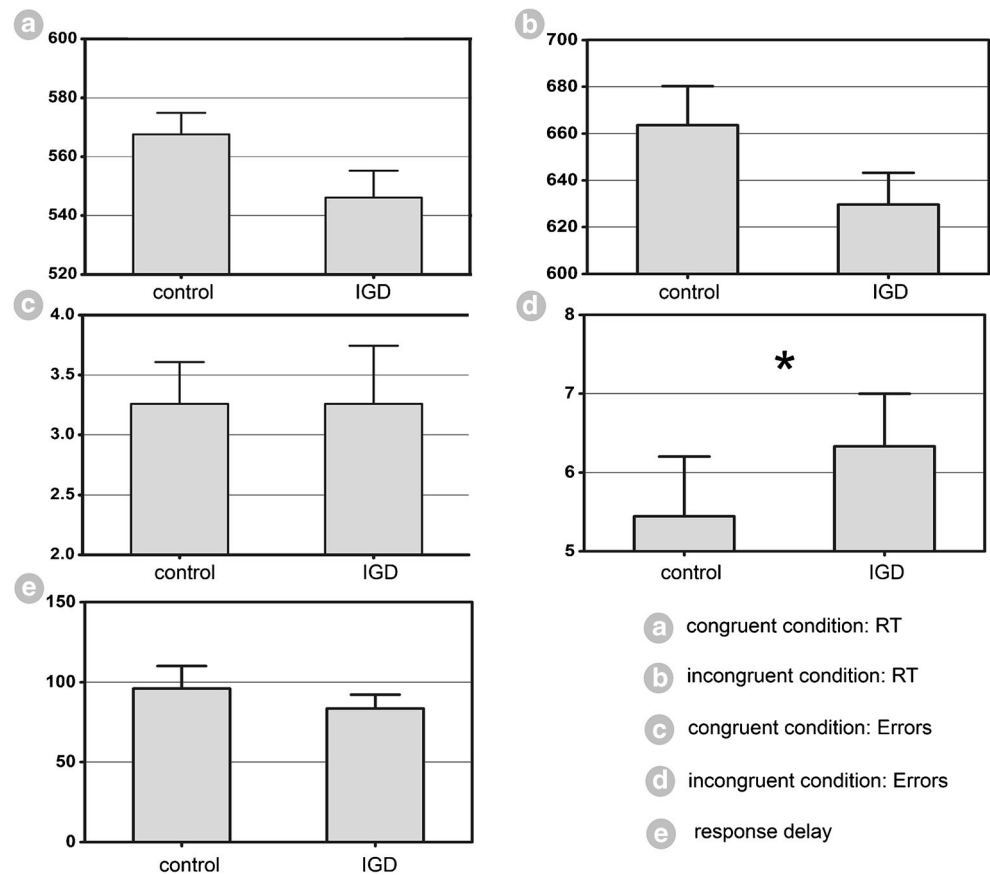 a
600
580
560
540
520
control IGD
b
700
680
660
640
620
600
control IGD
c
4.0
3.5
3.0
2.5
2.0
control IGD
d
8
7
6
5
*
control IGD
e
150
100
50
0
control IGD
a congruent condition: RT
b incongruent condition: RT
c congruent condition: Errors
d incongruent condition: Errors
e response delay